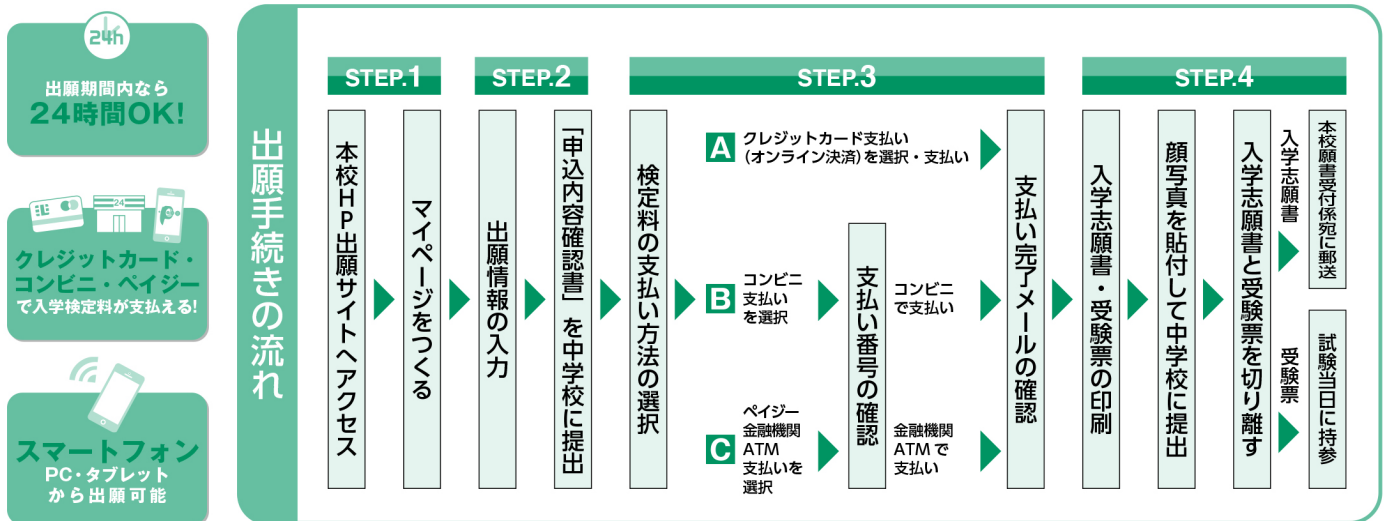 24h
出願期間内なら
24時間OK!
24
クレジットカード・
コンビニ・ペイジー
で入学検定料が支払える!
スマートフォン
PC・タブレット
から出願可能
出願手続きの流れ
STEP.1
本校HP出願サイトへアクセス
マイページをつくる
STEP.2
出願情報の入力
「申込内容確認書」を中学校に提出
STEP.3
検定料の支払い方法の選択
A
クレジットカード支払い
(オンライン決済)を選択・支払い
B
コンビニ
支払い
を選択
C
ペイジー
金融機関
ATM
支払いを
選択
支払い番号の確認
コンビニ
で支払い
金融機関
ATMで
支払い
支払い完了メールの確認
STEP.4
入学志願書・受験票の印刷
顔写真を貼付して中学校に提出
入学志願書と受験票を切り離す
入学志願書
本校願書受付係宛に郵送
受験票
試験当日に持参